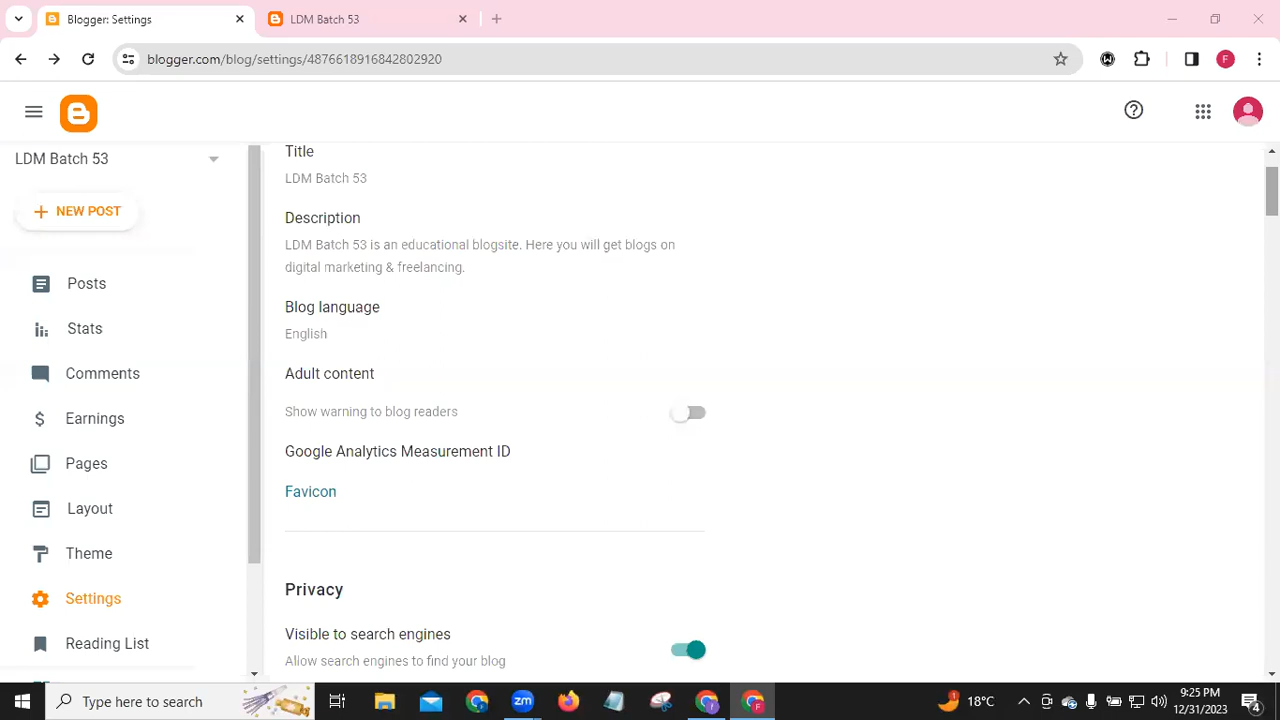 Blogger: Settings
LDM Batch 53
blogger.com/blog/settings/4876618916842802920
F
LDM Batch 53
NEW POST
Posts
Stats
Comments
Earnings
Pages
Layout
Theme
Settings
Reading List
Title
LDM Batch 53
Description
LDM Batch 53 is an educational blogsite. Here you will get blogs on
digital marketing & freelancing.
Blog language
English
Adult content
Show warning to blog readers
Google Analytics Measurement ID
Favicon
Privacy
Visible to search engines
Allow search engines to find your blog
Type here to search
zm
18°C
9:25 PM
12/31/2023
4